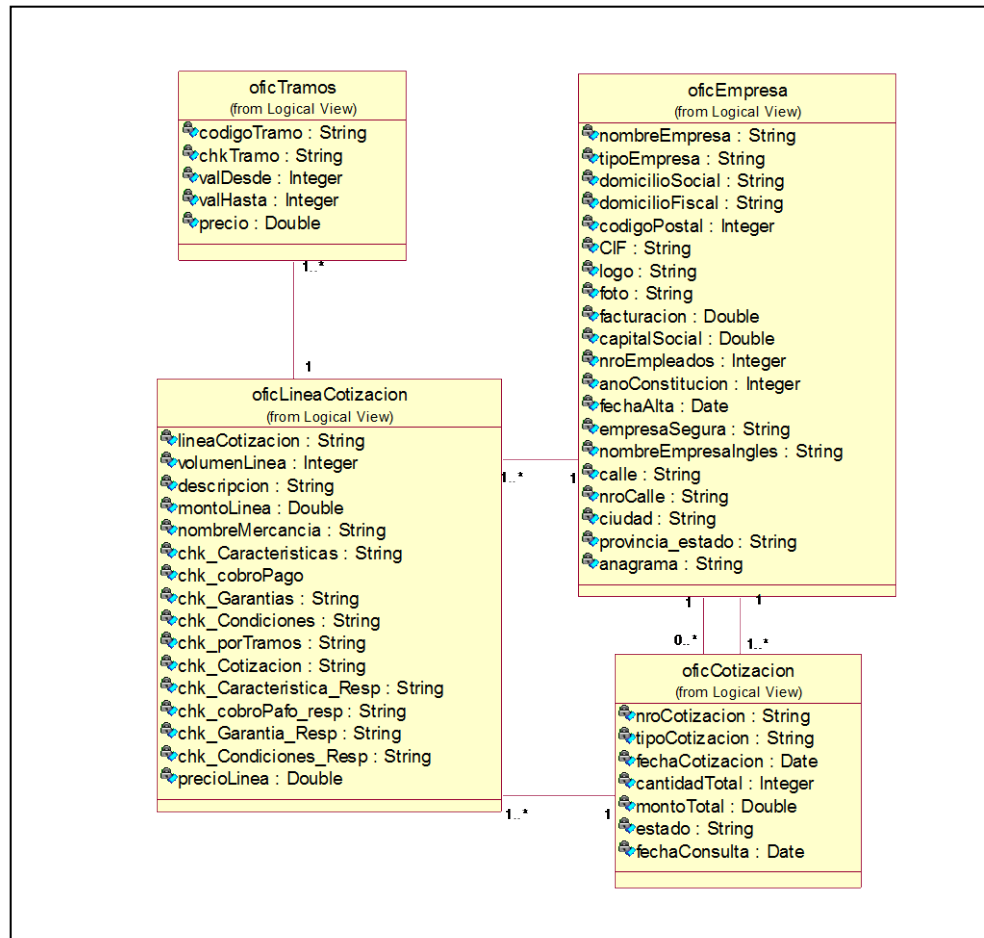 oficTramos
(from Logical View)
codigoTramo : String
chkTramo : String
valDesde : Integer
valHasta : Integer
precio : Double
1..*
1
oficEmpresa
(from Logical View)
nombreEmpresa : String
tipoEmpresa : String
domicilioSocial : String
domicilioFiscal : String
codigoPostal : Integer
CIF : String
logo : String
foto : String
facturacion : Double
capitalSocial : Double
nroEmpleados : Integer
anoConstitucion : Integer
fechaAlta : Date
empresaSegura : String
nombreEmpresaIngles : String
calle : String
nroCalle : String
ciudad : String
provincia_estado : String
anagrama : String
oficLineaCotizacion
(from Logical View)
lineaCotizacion : String
volumenLinea : Integer
descripcion : String
montoLinea : Double
nombreMercancia : String
chk_Caracteristicas : String
chk_cobroPago
chk_Garantias : String
chk_Condiciones : String
chk_porTramos : String
chk_Cotizacion : String
chk_Caracteristica_Resp : String
chk_cobroPafo_resp : String
chk_Garantia_Resp : String
chk_Condiciones_Resp : String
precioLinea : Double
1..*
1
1
1
0..*
1..*
oficCotizacion
(from Logical View)
nroCotizacion : String
tipoCotizacion : String
fechaCotizacion : Date
cantidadTotal : Integer
montoTotal : Double
estado : String
fechaConsulta : Date
1..*
1